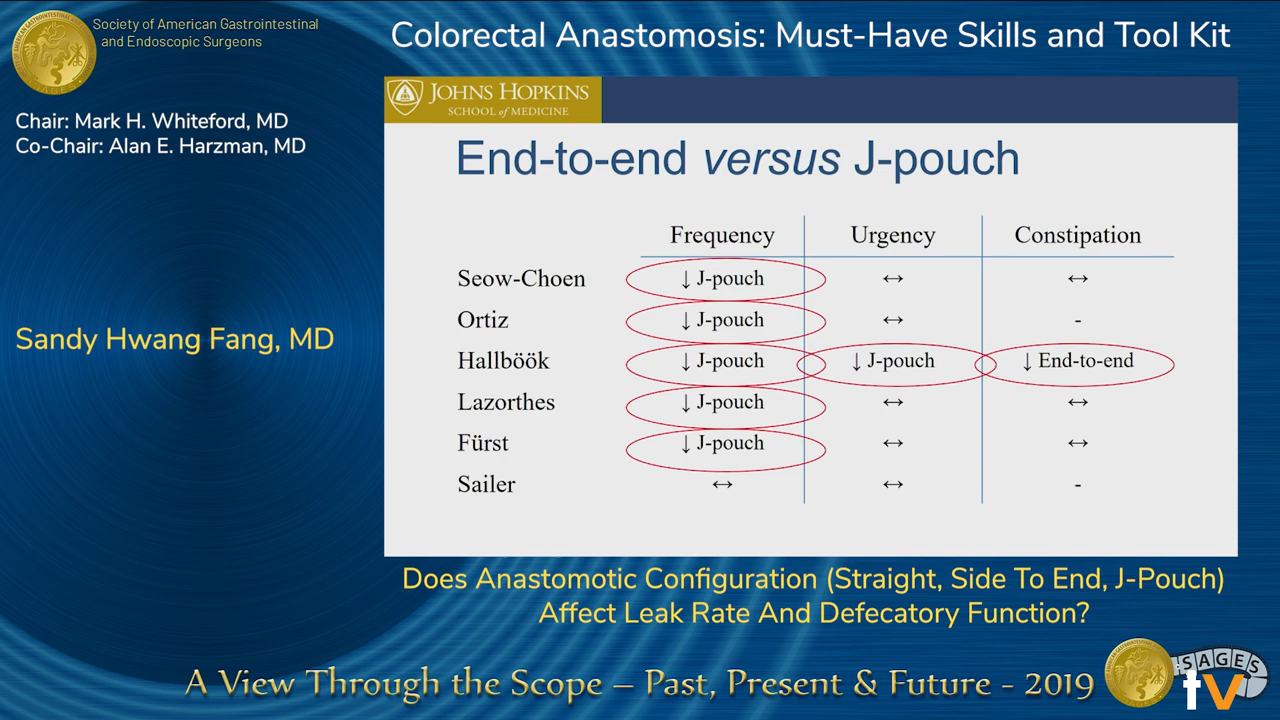 Society of American Gastrointestinal
and Endoscopic Surgeons
Colorectal Anastomosis: Must-Have Skills and Tool Kit
Chair: Mark H. Whiteford, MD
Co-Chair: Alan E. Harzman, MD
Sandy Hwang Fang, MD
JOHNS HOPKINS
SCHOOL of MEDICINE
End-to-end versus J-pouch
Frequency Urgency Constipation
Seow-Choen ↓ J-pouch ↔ ↔
Ortiz ↓ J-pouch ↔ -
Hallböök ↓ J-pouch ↓ J-pouch ↓ End-to-end
Lazorthes ↓ J-pouch ↔ ↔
Fürst ↓ J-pouch ↔ ↔
Sailer ↔ ↔ -
Does Anastomotic Configuration (Straight, Side To End, J-Pouch)
Affect Leak Rate And Defecatory Function?
A View Through the Scope – Past, Present & Future - 2019
SAGES
tv